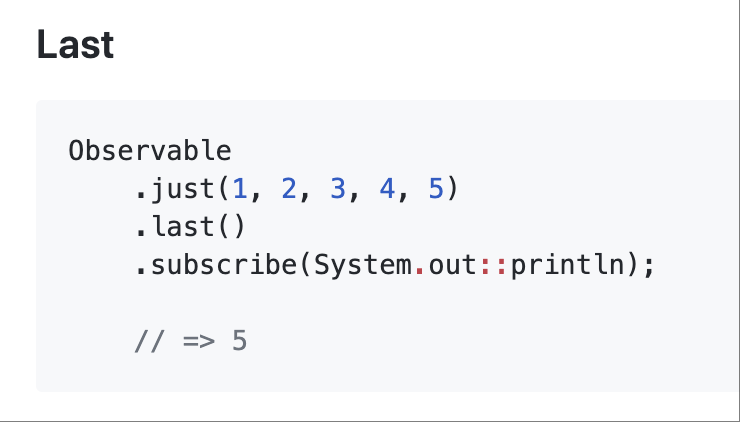 Last
Observable
    .just(1, 2, 3, 4, 5)
    .last()
    .subscribe(System.out::println);
    // => 5